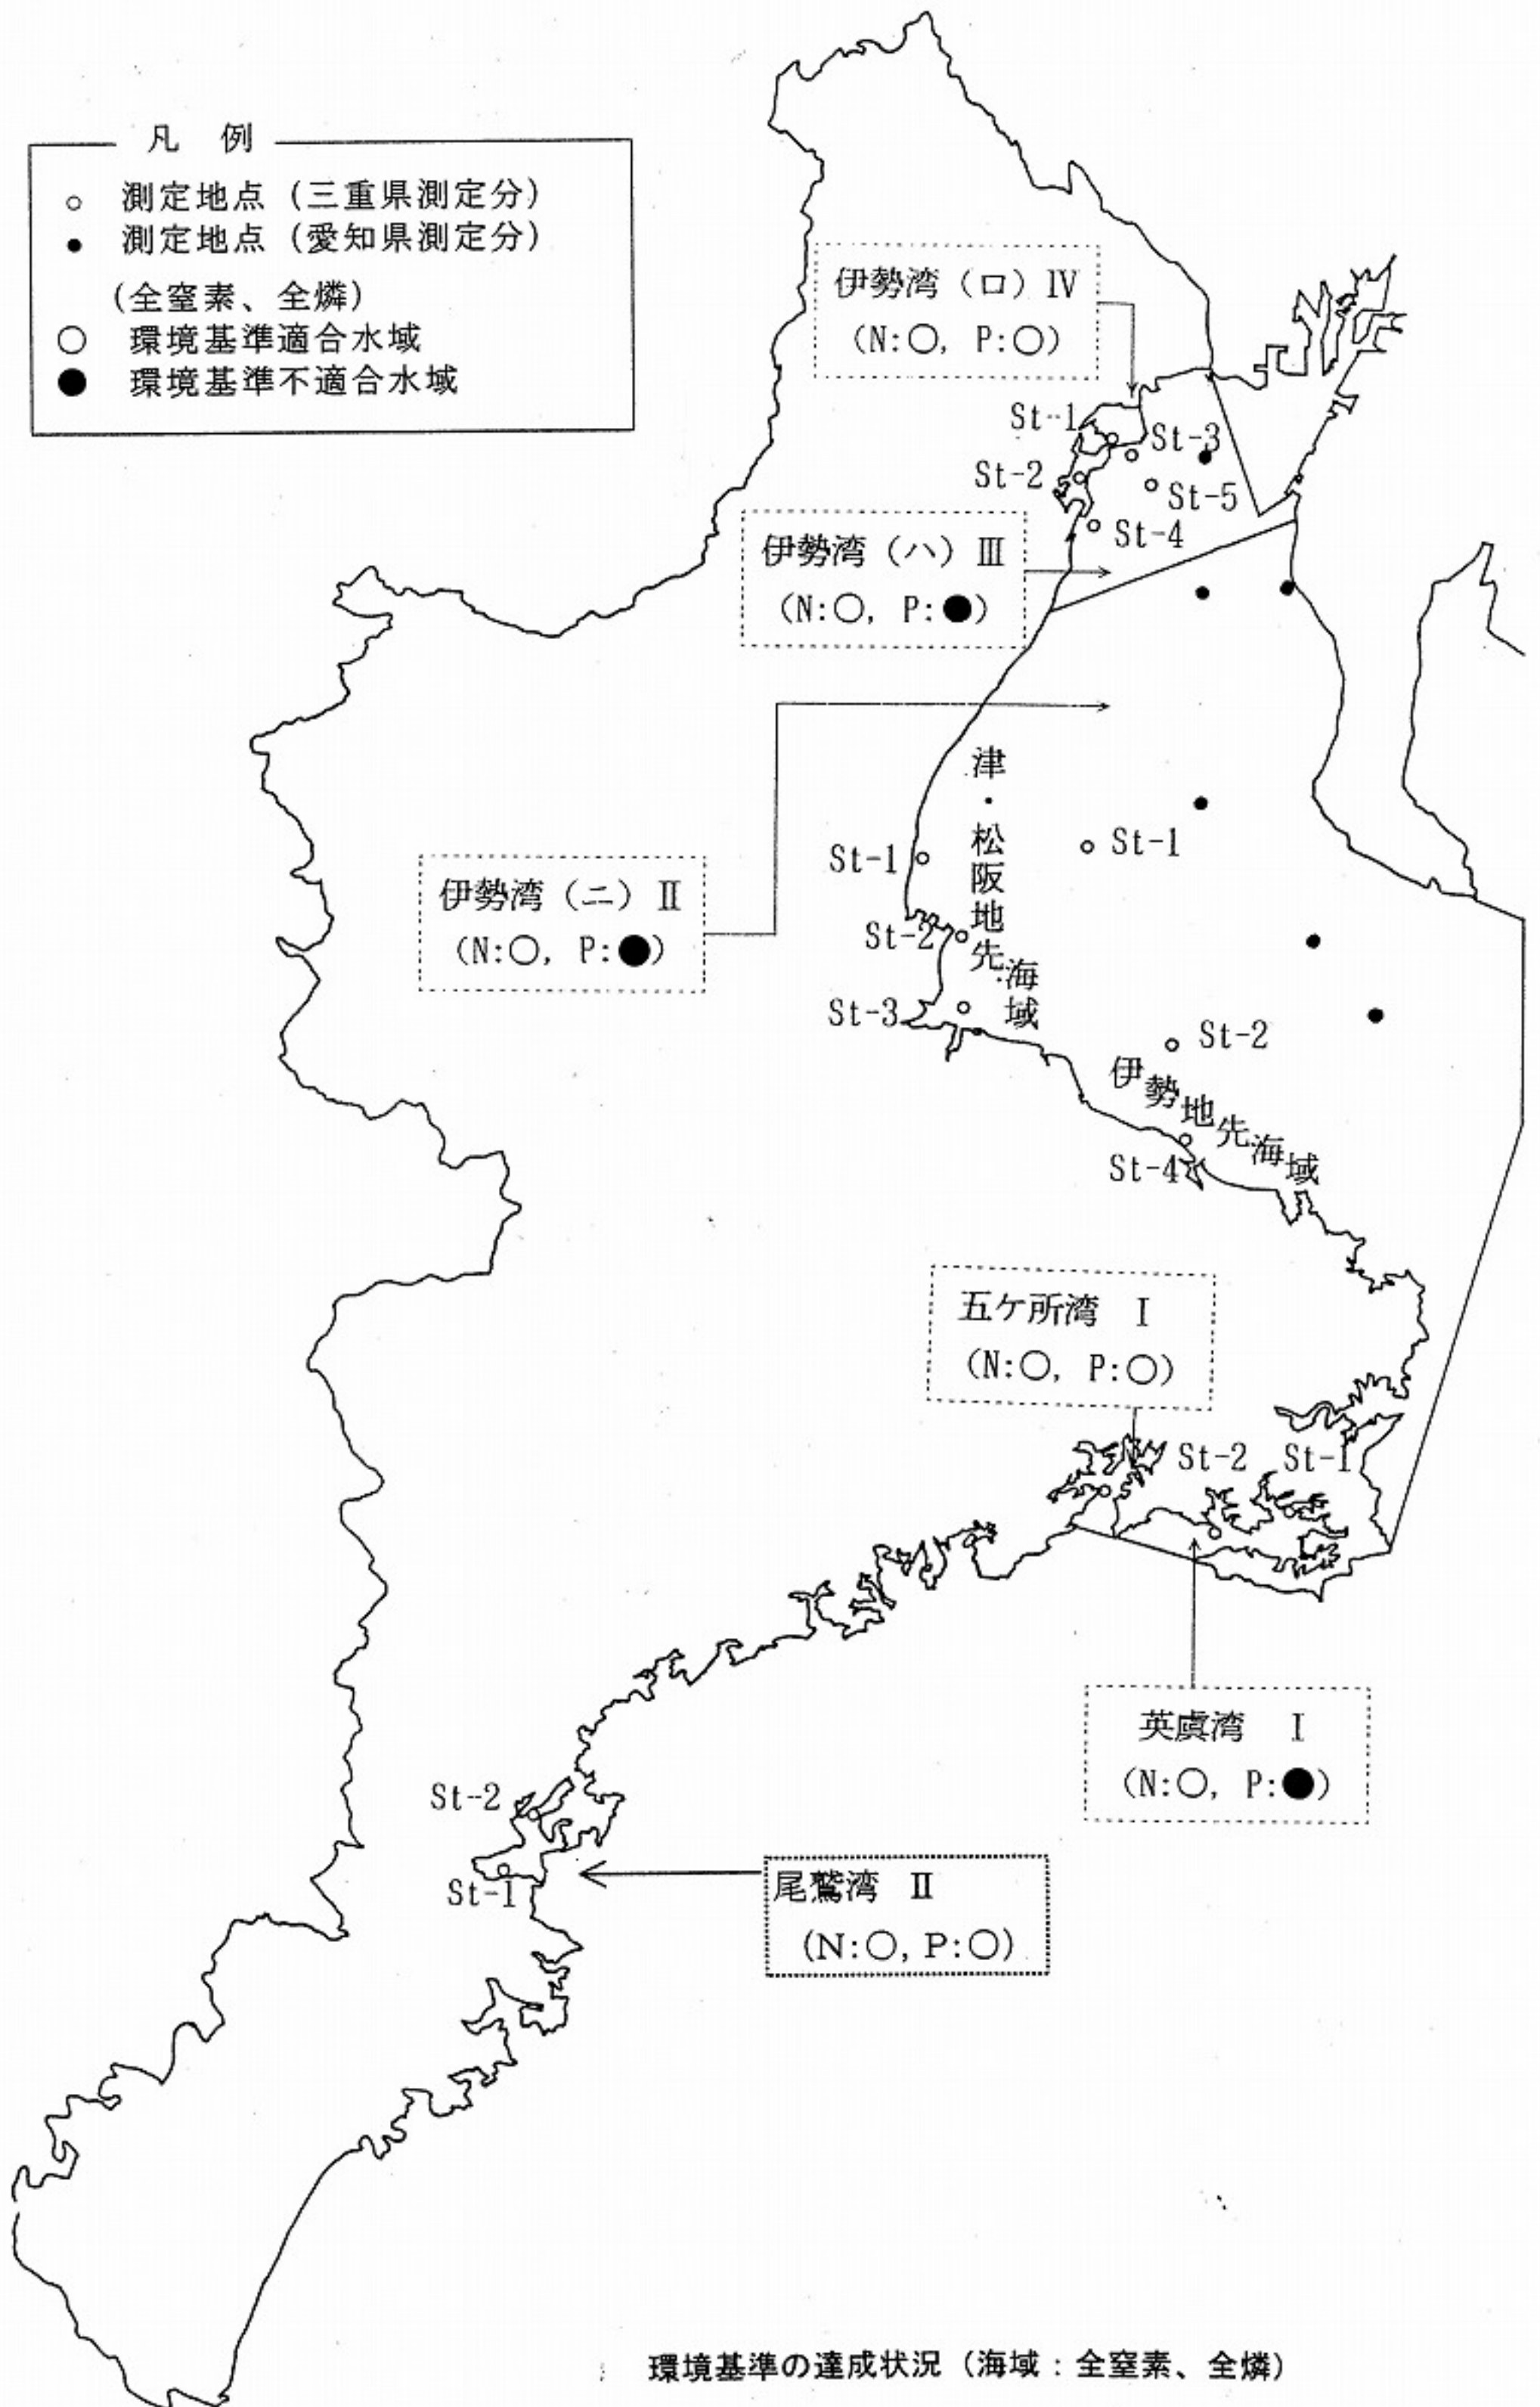 凡 例
○ 測定地点（三重県測定分）
● 測定地点（愛知県測定分）
（全窒素、全燐）
○ 環境基準適合水域
● 環境基準不適合水域
伊勢湾（ロ）Ⅳ
（N:○, P:○）
St-1
St-3
St-2
St-5
St-4
伊勢湾（ハ）Ⅲ
（N:○, P:●）
津・松阪地先海域
St-1
St-1
伊勢湾（ニ）Ⅱ
（N:○, P:●）
St-2
St-3
St-2
伊勢地先海域
St-4
五ケ所湾 Ⅰ
（N:○, P:○）
St-2
St-1
英虞湾 Ⅰ
（N:○, P:●）
St-2
St-1
尾鷲湾 Ⅱ
（N:○, P:○）
環境基準の達成状況（海域：全窒素、全燐）